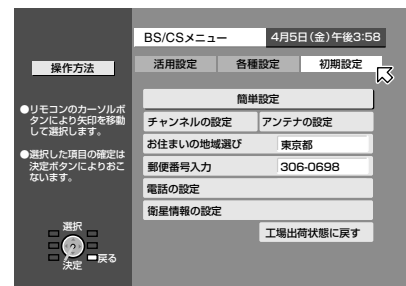 BS/CSメニュー
4月5日(金)午後3:58
操作方法
活用設定
各種設定
初期設定
簡単設定
●リモコンのカーソルボ
タンにより矢印を移動
して選択します。
●選択した項目の確定は
決定ボタンによりおこ
ないます。
チャンネルの設定
アンテナの設定
お住まいの地域選び
東京都
郵便番号入力
306-0698
電話の設定
衛星情報の設定
工場出荷状態に戻す
選択
戻る
決定